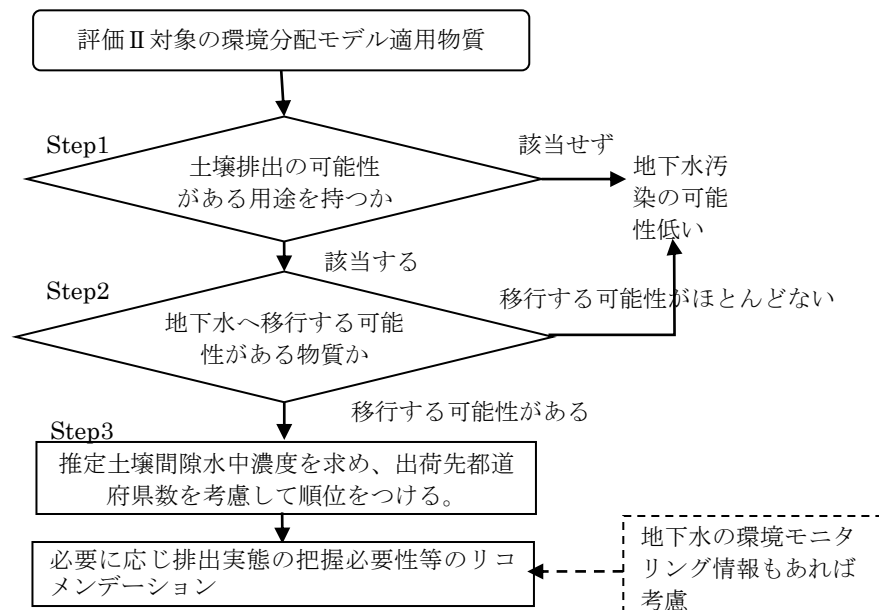 評価Ⅱ対象の環境分配モデル適用物質
Step1
土壌排出の可能性
がある用途を持つか
該当せず
地下水汚
染の可能
性低い
該当する
Step2
地下水へ移行する可能
性がある物質か
移行する可能性がほとんどない
移行する可能性がある
Step3
推定土壌間隙水中濃度を求め、出荷先都道
府県数を考慮して順位をつける。
必要に応じ排出実態の把握必要性等のリコ
メンデーション
地下水の環境モニタ
リング情報もあれば
考慮